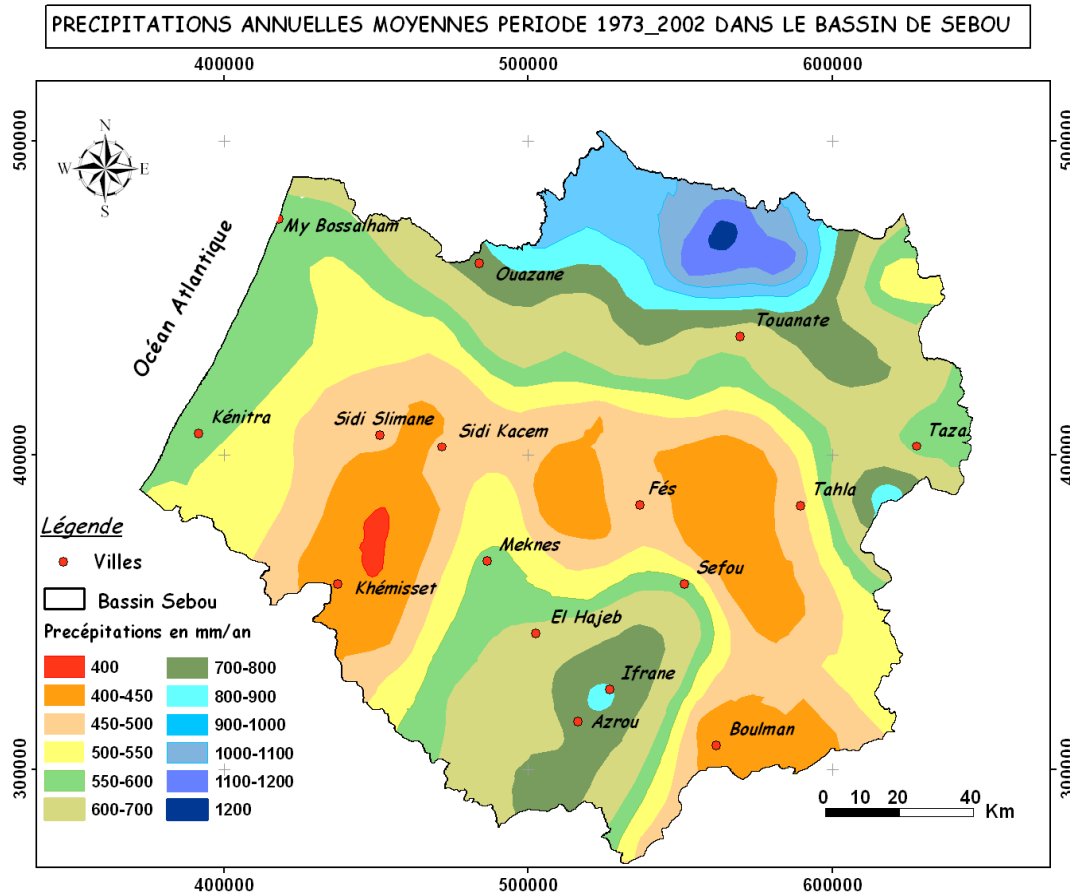 PRECIPITATIONS ANNUELLES MOYENNES PERIODE 1973_2002 DANS LE BASSIN DE SEBOU
400000 500000 600000
500000 500000
N
W E
S
My Bossalham
Ouazane
Océan Atlantique
Touanate
Kénitra
Sidi Slimane
Sidi Kacem
Taza
400000 400000
Fés
Tahla
Légende
Villes
Meknes
Sefou
Khémisset
Bassin Sebou
El Hajeb
Precépitations en mm/an
400 700-800
Ifrane
400-450 800-900
Azrou
450-500 900-1000
Boulman
500-550 1000-1100
300000 300000
550-600 1100-1200
600-700 1200
0 10 20 40
Km
400000 500000 600000